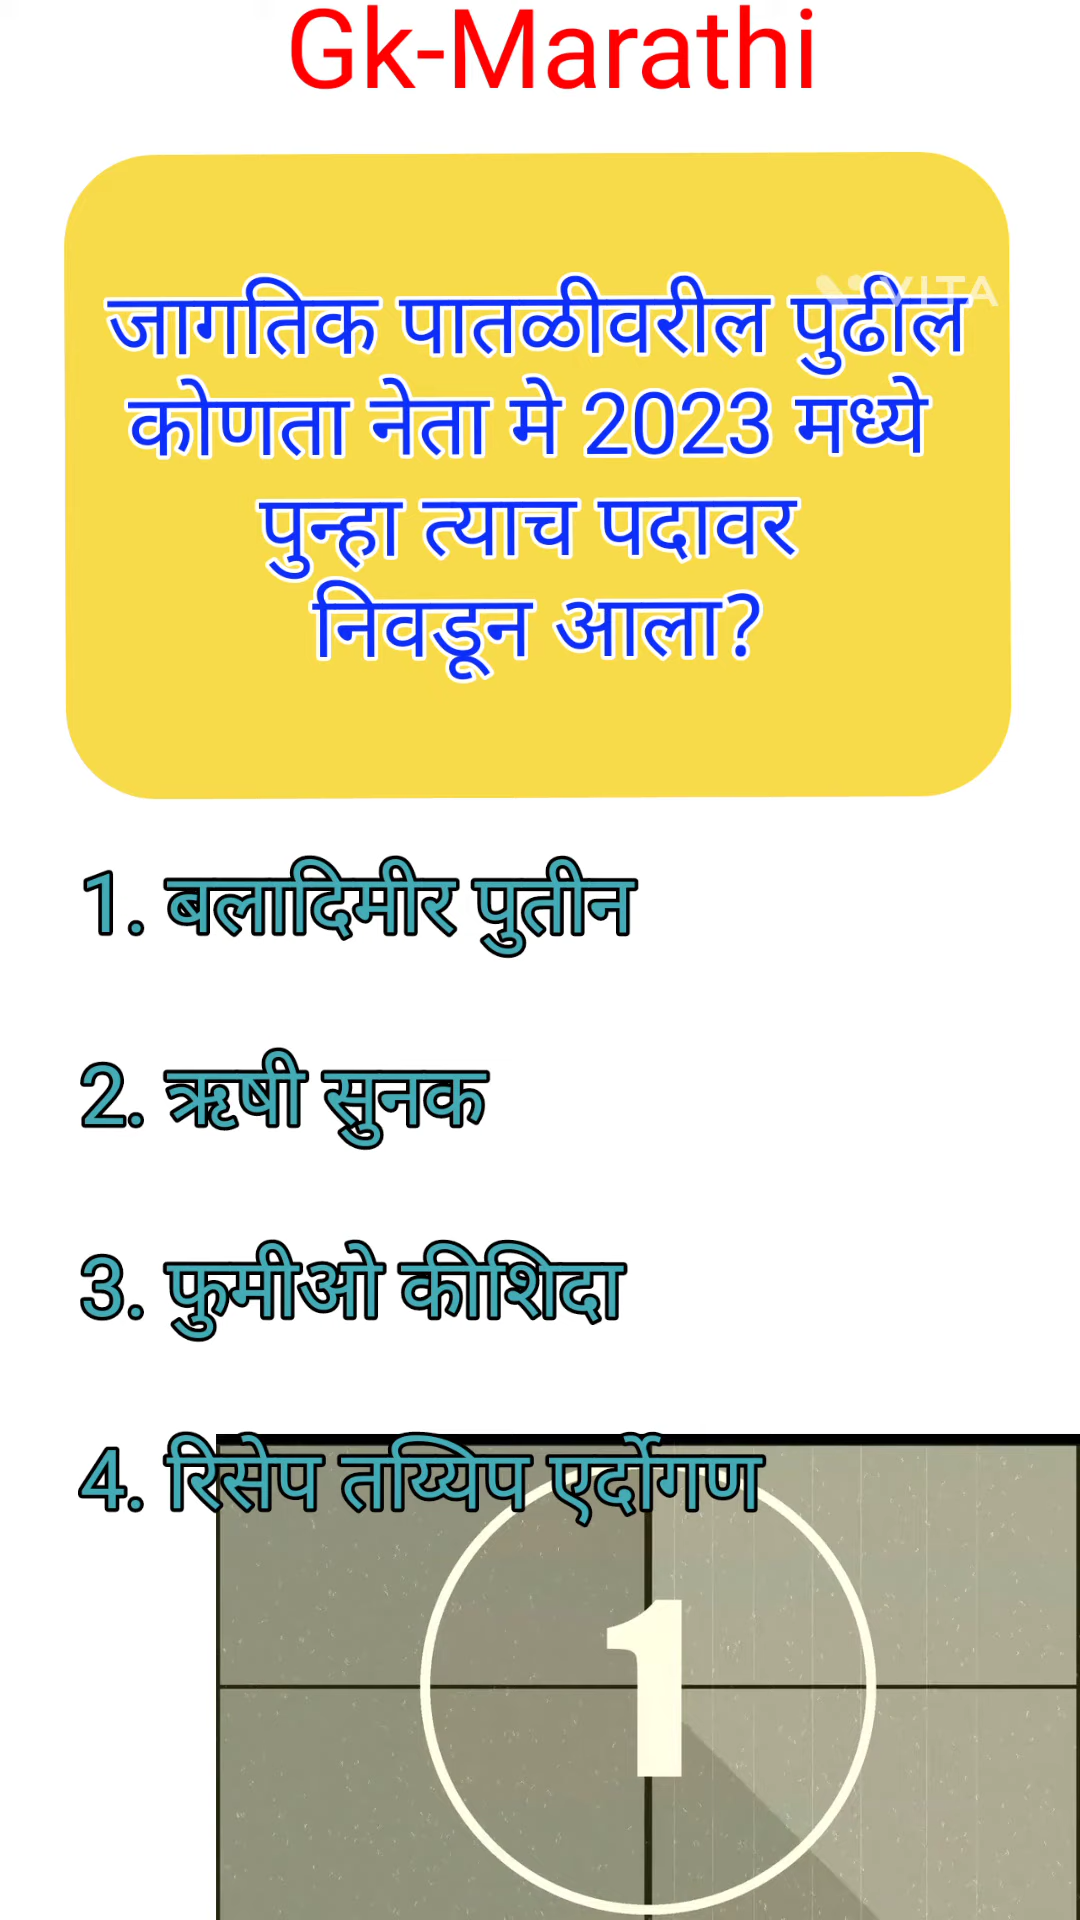 Gk-Marathi
VITA
जागतिक पातळीवरील पुढील
कोणता नेता मे 2023 मध्ये
पुन्हा त्याच पदावर
निवडून आला?
1. बलादिमीर पुतीन
2. ऋषी सुनक
3. फुमीओ कीशिदा
4. रिसेप तय्यिप एर्दोगण
1